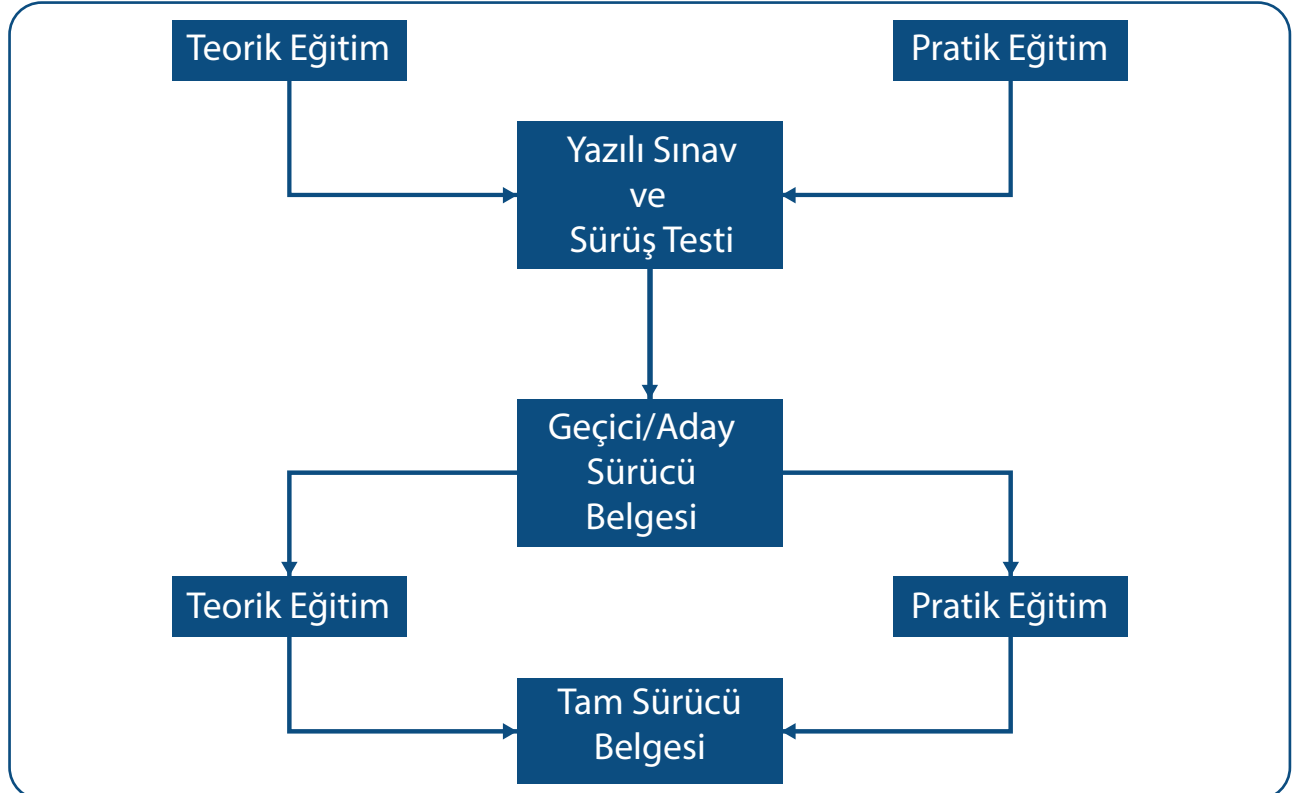 Teorik Eğitim
Pratik Eğitim
Yazılı Sınav
ve
Sürüş Testi
Geçici/Aday
Sürücü
Belgesi
Teorik Eğitim
Pratik Eğitim
Tam Sürücü
Belgesi